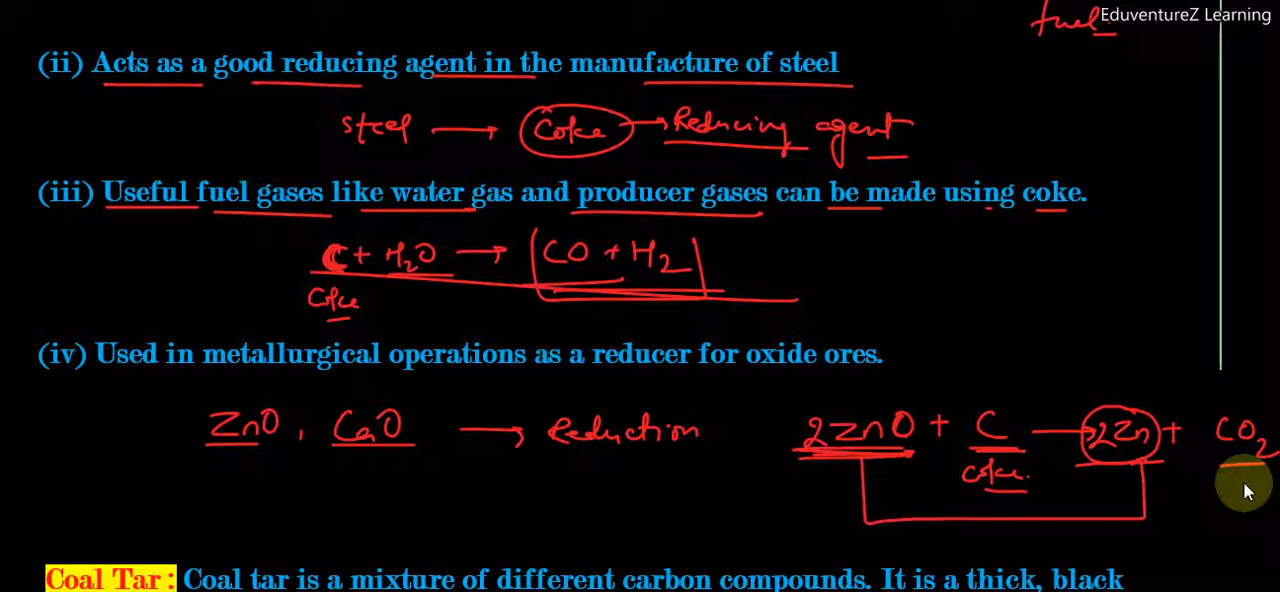 fuel. EduventureZ Learning
(ii) Acts as a good reducing agent in the manufacture of steel
steel → Coke → Reducing agent
(iii) Useful fuel gases like water gas and producer gases can be made using coke.
C + H2O → CO + H2
Coke
(iv) Used in metallurgical operations as a reducer for oxide ores.
ZnO, CaO → Reduction 2ZnO + C → 2Zn + CO2
Coke.
Coal Tar : Coal tar is a mixture of different carbon compounds. It is a thick, black